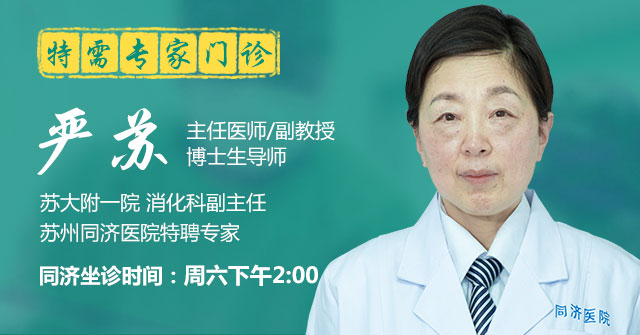 特需专家门诊
严苏
主任医师/副教授
博士生导师
苏大附一院 消化科副主任
苏州同济医院特聘专家
同济坐诊时间：周六下午2:00
同济医院